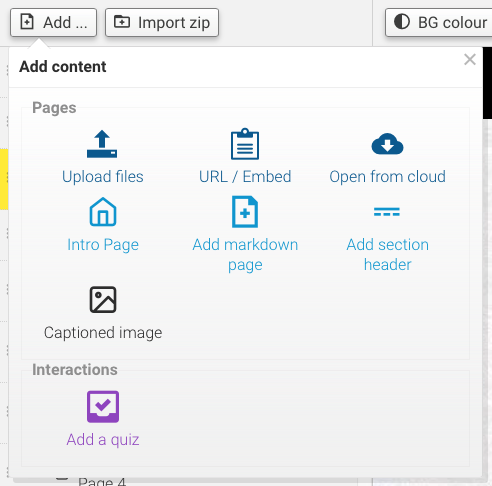 Add ...
Import zip
BG colour
Add content
Pages
Upload files
URL / Embed
Open from cloud
Intro Page
Add markdown
page
Add section
header
Captioned image
Interactions
Add a quiz
Page 4